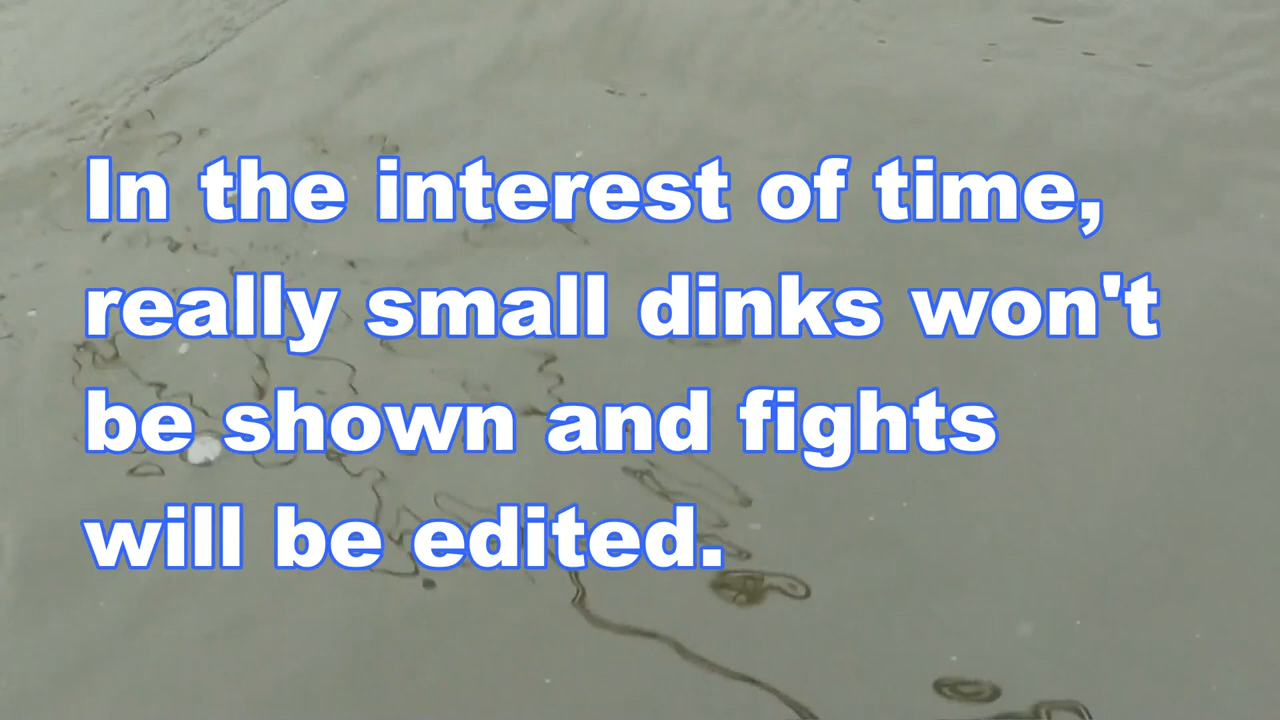 In the interest of time,
really small dinks won't
be shown and fights
will be edited.